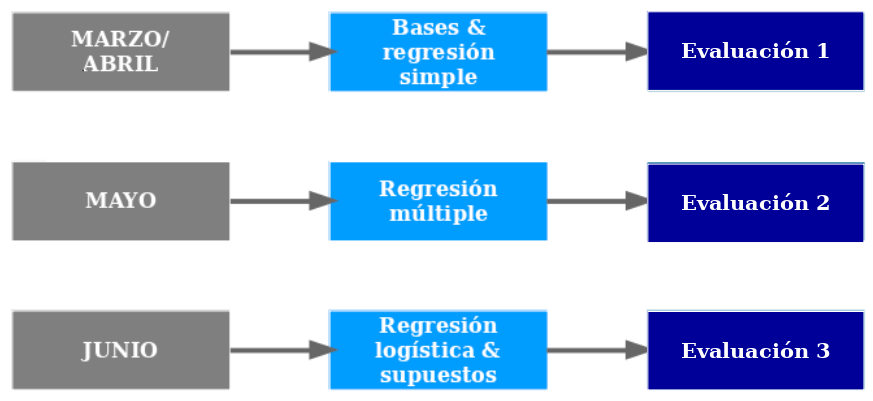 MARZO/
ABRIL
Bases &
regresión
simple
Evaluación 1
MAYO
Regresión
múltiple
Evaluación 2
JUNIO
Regresión
logística &
supuestos
Evaluación 3